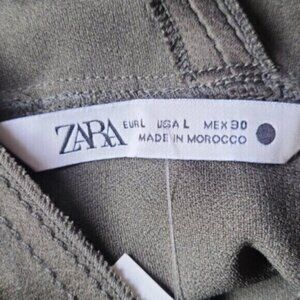 ZARA EUR L USA L MEX 30
MADE IN MOROCCO